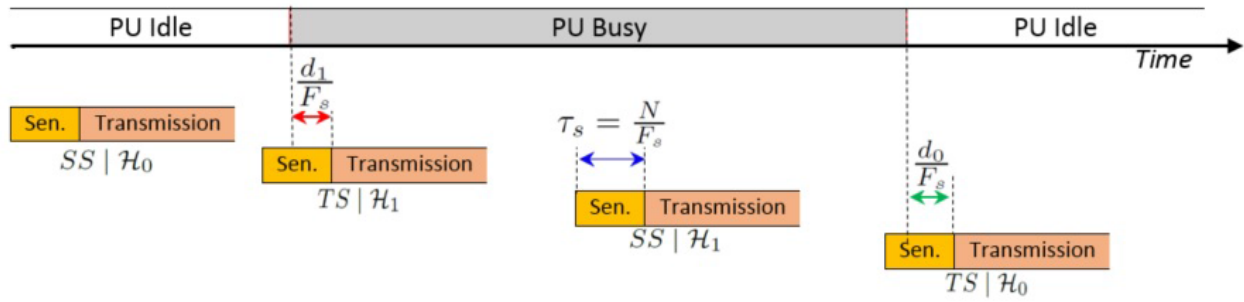 PU Idle PU Busy PU Idle
Time
d_1/F_s
Sen. Transmission
SS | ℋ_0
Sen. Transmission
TS | ℋ_1
τ_s = N/F_s
Sen. Transmission
SS | ℋ_1
d_0/F_s
Sen. Transmission
TS | ℋ_0